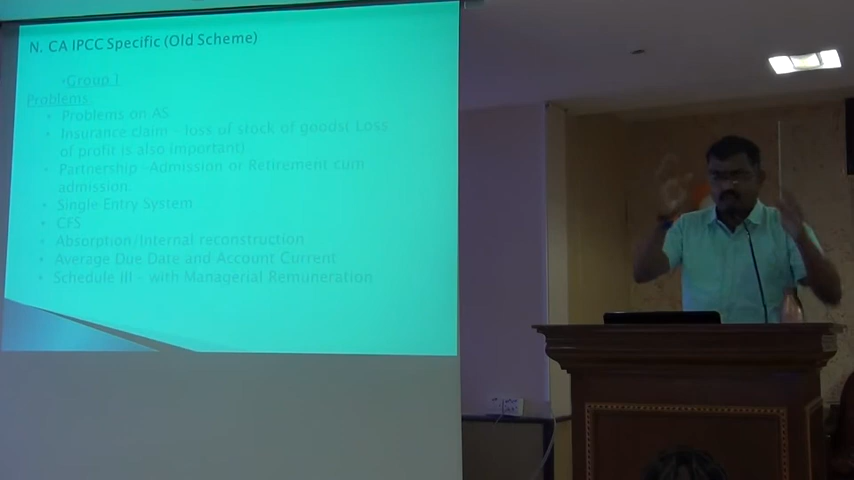 N. CA IPCC Specific (Old Scheme)
•Group I
Problems
• Problems on AS
• Insurance claim - loss of stock of goods( Loss
of profit is also important)
• Partnership -Admission or Retirement cum
admission
• Single Entry System
• CFS
• Absorption/Internal reconstruction
• Average Due Date and Account Current
• Schedule III - with Managerial Remuneration